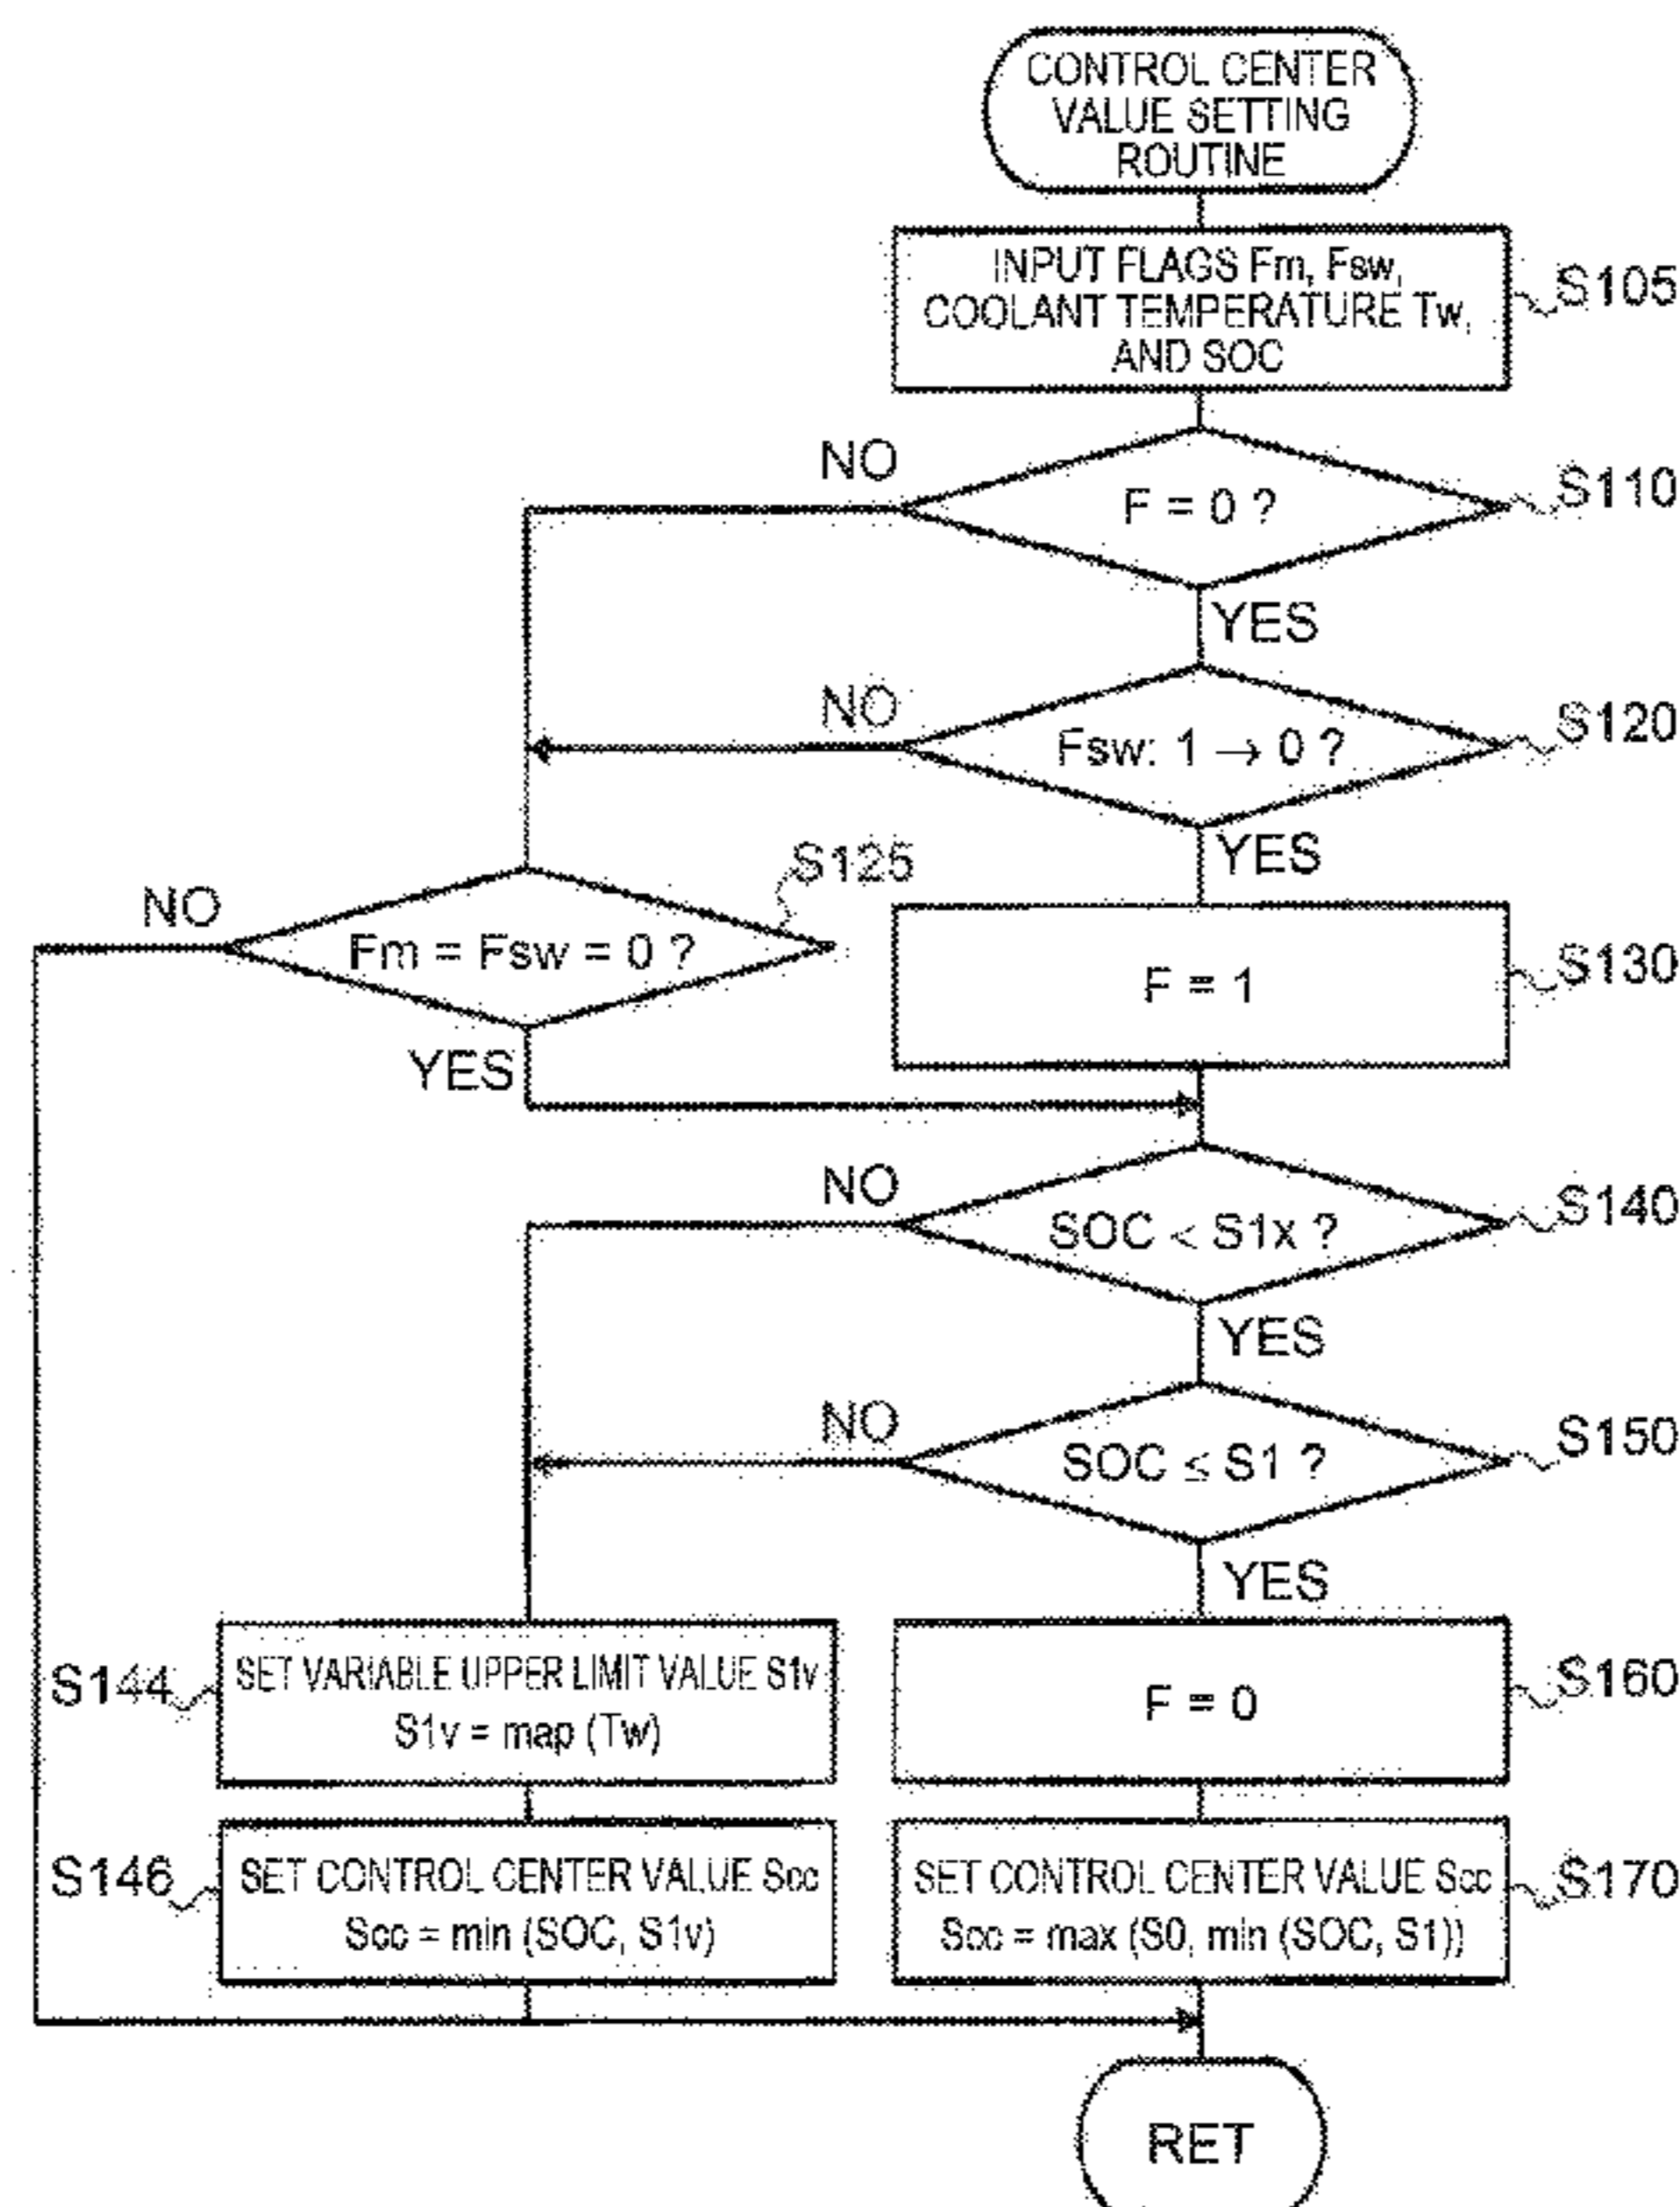 CONTROL CENTER
VALUE SETTING
ROUTINE
INPUT FLAGS Fm, Fsw,
COOLANT TEMPERATURE Tw,
AND SOC
S105
NO
F = 0 ?
S110
YES
NO
Fsw: 1 → 0 ?
S120
YES
S125
NO
Fm = Fsw = 0 ?
YES
F = 1
S130
NO
SOC < S1x ?
S140
YES
NO
SOC ≤ S1 ?
S150
YES
S144
SET VARIABLE UPPER LIMIT VALUE S1v
S1v = map (Tw)
F = 0
S160
S146
SET CONTROL CENTER VALUE Scc
Scc = min (SOC, S1v)
SET CONTROL CENTER VALUE Scc
Scc = max (S0, min (SOC, S1))
S170
RET